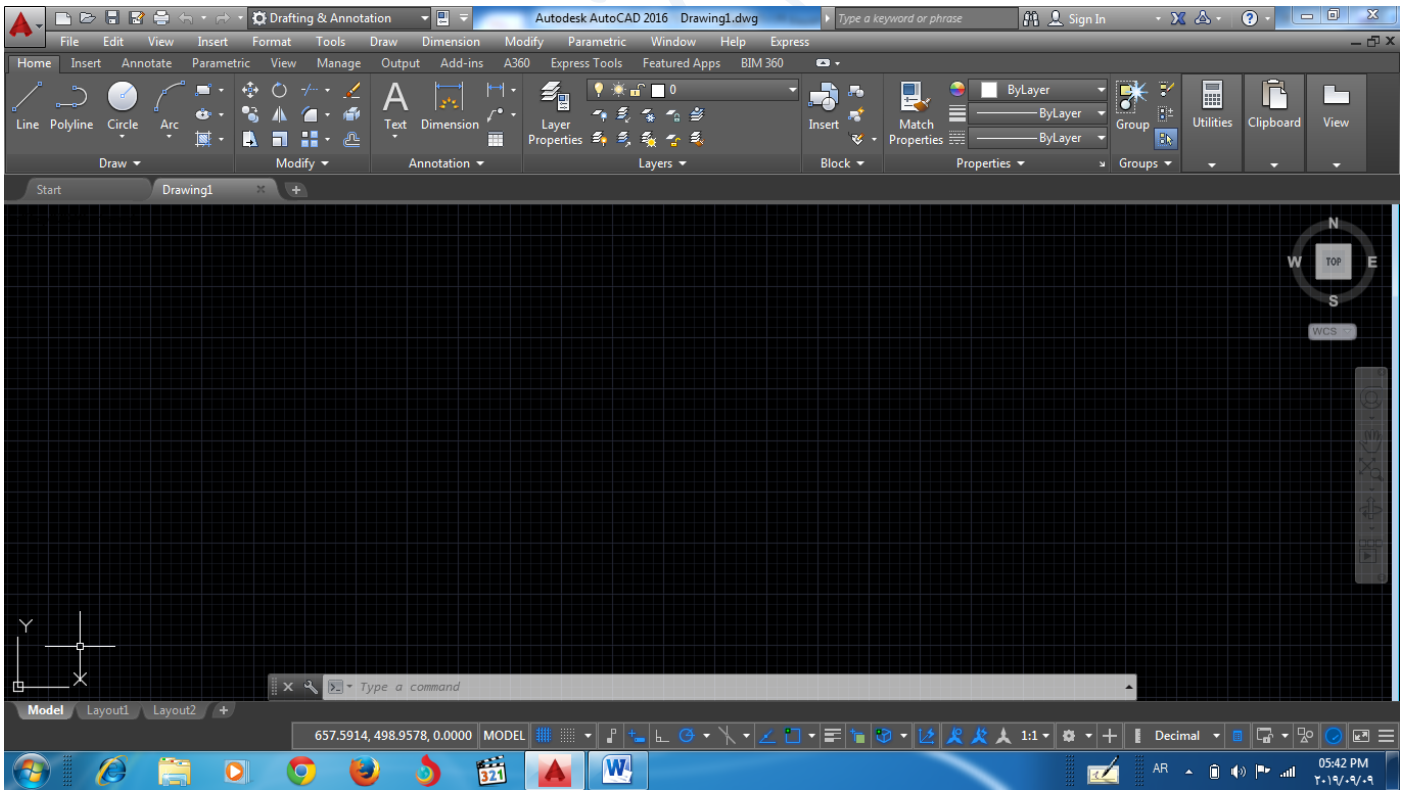 Drafting & Annotation
Autodesk AutoCAD 2016 Drawing1.dwg
Type a keyword or phrase
Sign In
File Edit View Insert Format Tools Draw Dimension Modify Parametric Window Help Express
Home Insert Annotate Parametric View Manage Output Add-ins A360 Express Tools Featured Apps BIM 360
Line Polyline Circle Arc
Text Dimension
Layer Properties
0
Insert
Match Properties
ByLayer
ByLayer
ByLayer
Group
Utilities Clipboard View
Draw Modify Annotation Layers Block Properties Groups
Start Drawing1
N
W TOP E
S
WCS
Y
X
Type a command
Model Layout1 Layout2
657.5914, 498.9578, 0.0000 MODEL 1:1 Decimal
321
W
AR
05:42 PM
٢٠١٩/٠٩/٠٩